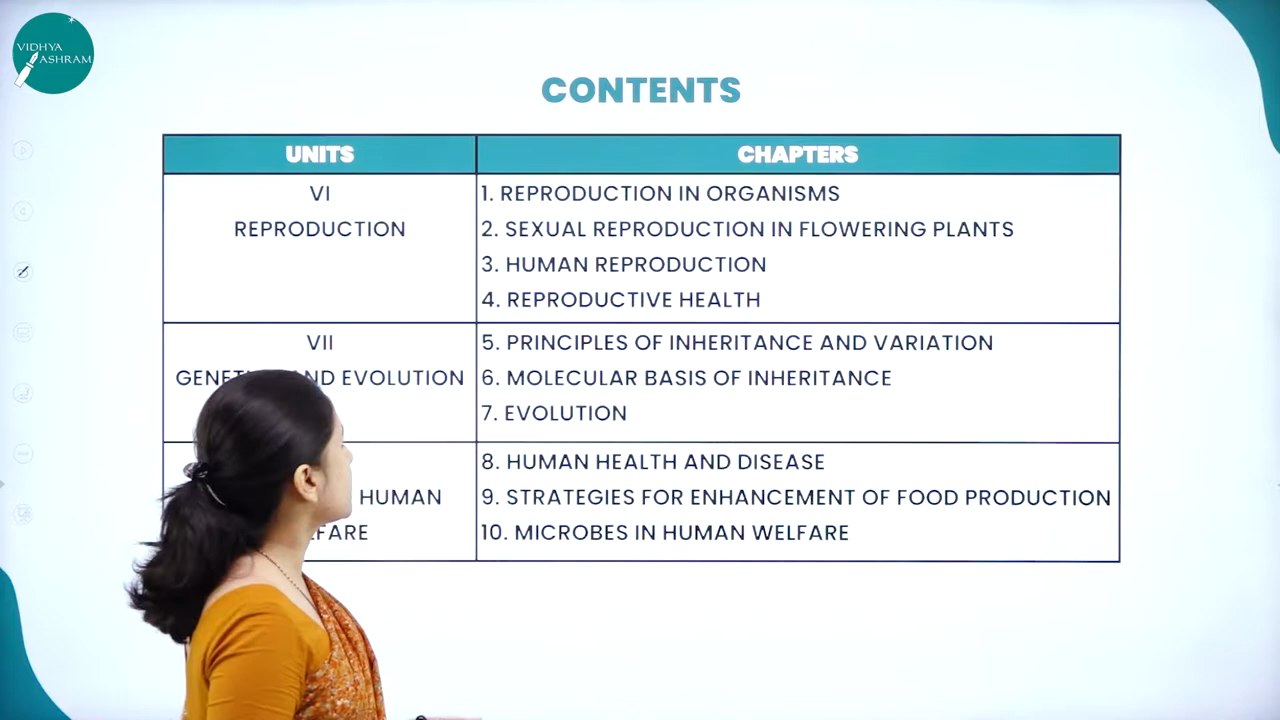 VIDHYA
ASHRAM
CONTENTS
UNITS
CHAPTERS
VI
REPRODUCTION
1. REPRODUCTION IN ORGANISMS
2. SEXUAL REPRODUCTION IN FLOWERING PLANTS
3. HUMAN REPRODUCTION
4. REPRODUCTIVE HEALTH
VII
AND EVOLUTION
5. PRINCIPLES OF INHERITANCE AND VARIATION
6. MOLECULAR BASIS OF INHERITANCE
7. EVOLUTION
HUMAN
8. HUMAN HEALTH AND DISEASE
9. STRATEGIES FOR ENHANCEMENT OF FOOD PRODUCTION
10. MICROBES IN HUMAN WELFARE